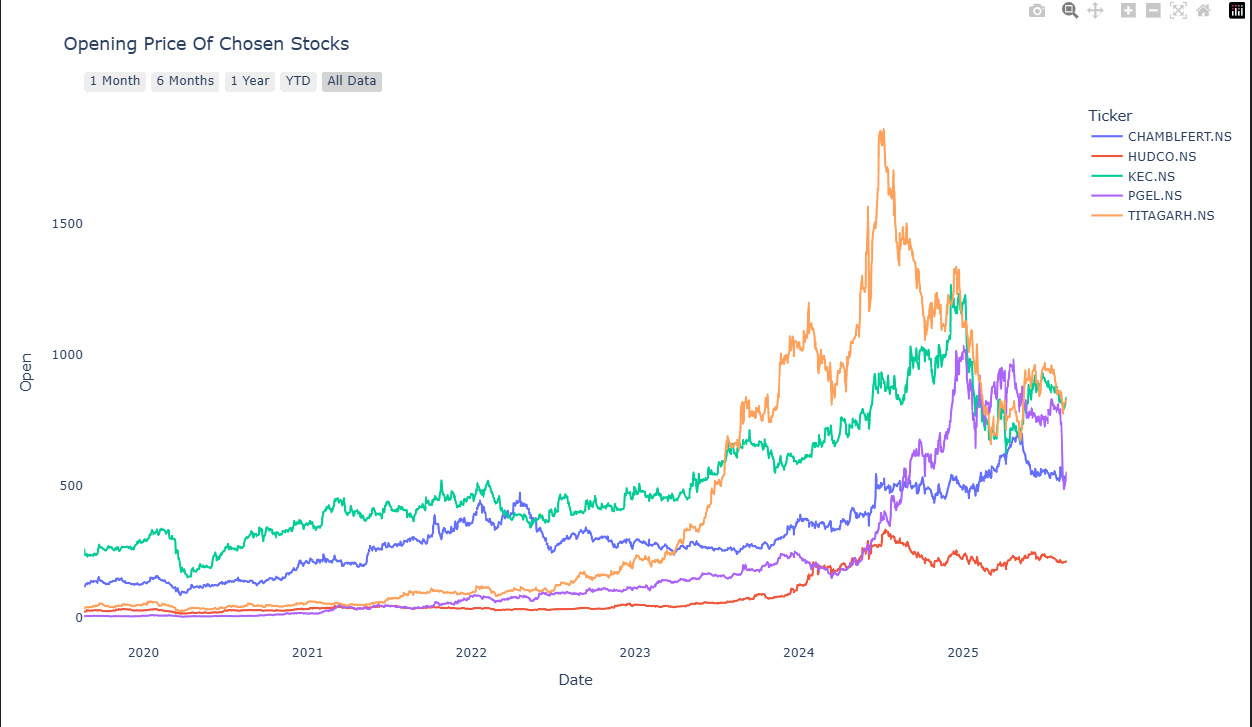 Opening Price Of Chosen Stocks
1 Month 6 Months 1 Year YTD All Data
Ticker
CHAMBLFERT.NS
HUDCO.NS
KEC.NS
PGEL.NS
TITAGARH.NS
1500
1000
500
0
Open
2020 2021 2022 2023 2024 2025
Date